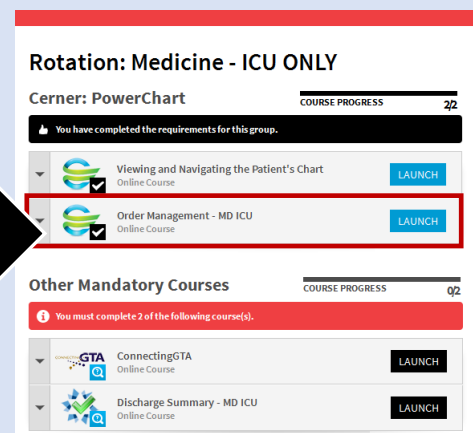 Rotation: Medicine - ICU ONLY
Cerner: PowerChart
COURSE PROGRESS
2/2
You have completed the requirements for this group.
Viewing and Navigating the Patient's Chart
Online Course
LAUNCH
Order Management - MD ICU
Online Course
LAUNCH
Other Mandatory Courses
COURSE PROGRESS
0/2
You must complete 2 of the following course(s).
CONNECTINGGTA
ConnectingGTA
Online Course
LAUNCH
Discharge Summary - MD ICU
Online Course
LAUNCH